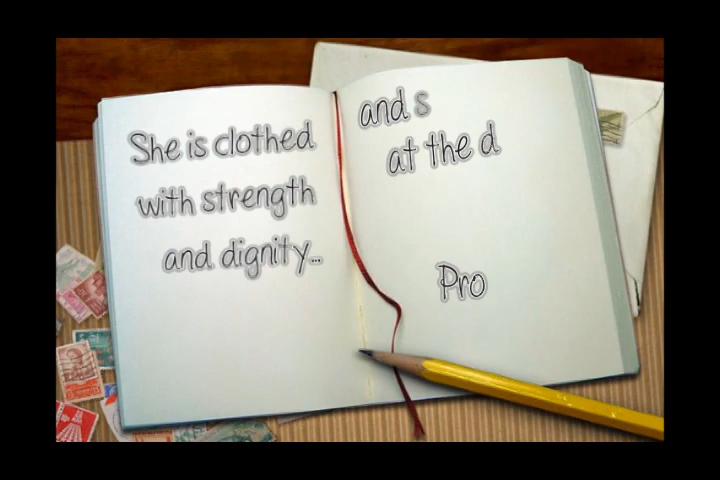 She is clothed
with strength
and dignity...
and s
at the d
Pro